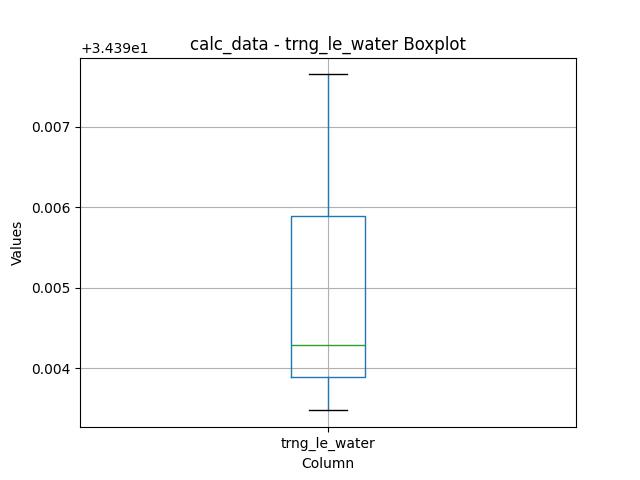 calc_data - trng_le_water Boxplot
+3.439e1
0.007
0.006
0.005
0.004
Values
trng_le_water
Column